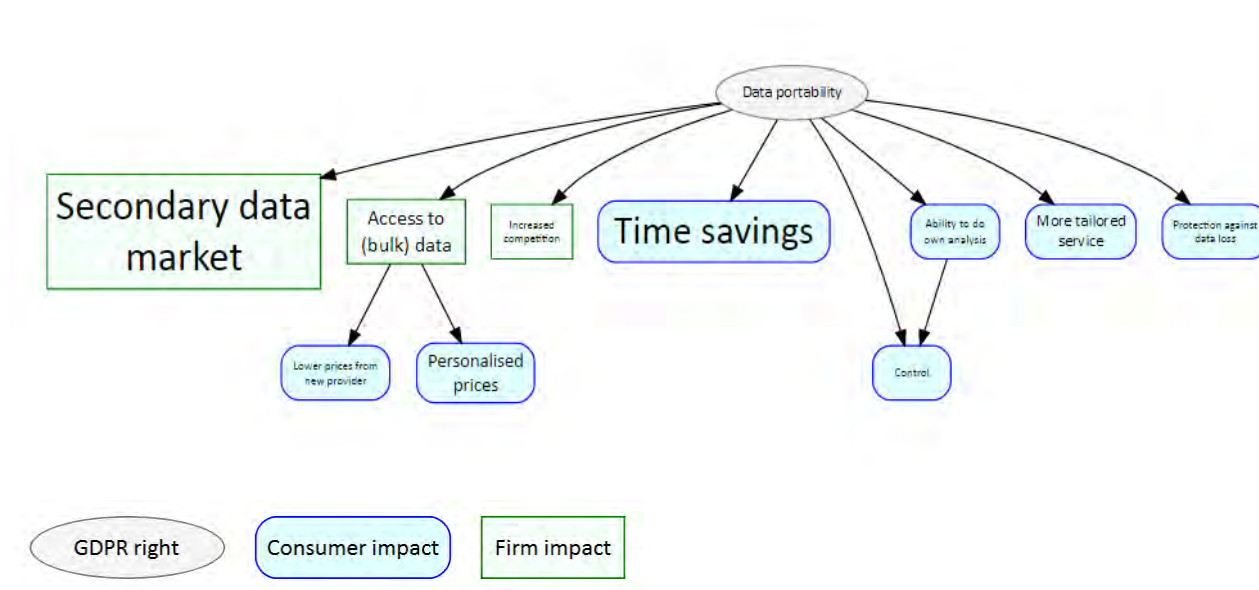 Data portability
Secondary data
market
Access to
(bulk) data
Increased
competition
Time savings
Ability to do
own analysis
More tailored
service
Protection against
data loss
Lower prices from
new provider
Personalised
prices
Control
GDPR right
Consumer impact
Firm impact